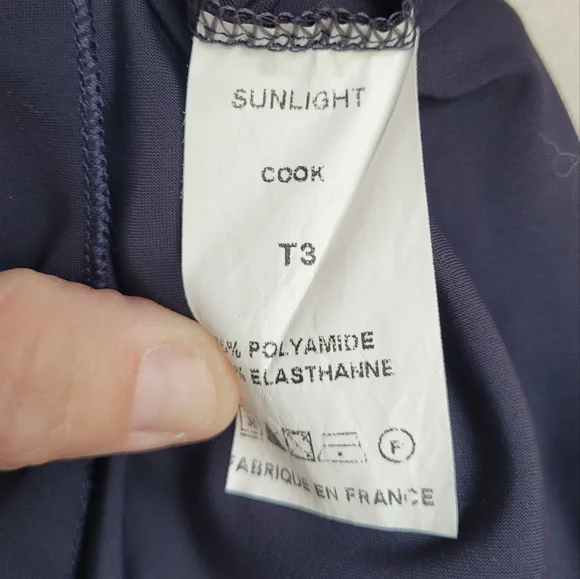 SUNLIGHT
COOK
T3
% POLYAMIDE
% ELASTHANNE
P
FABRIQUE EN FRANCE